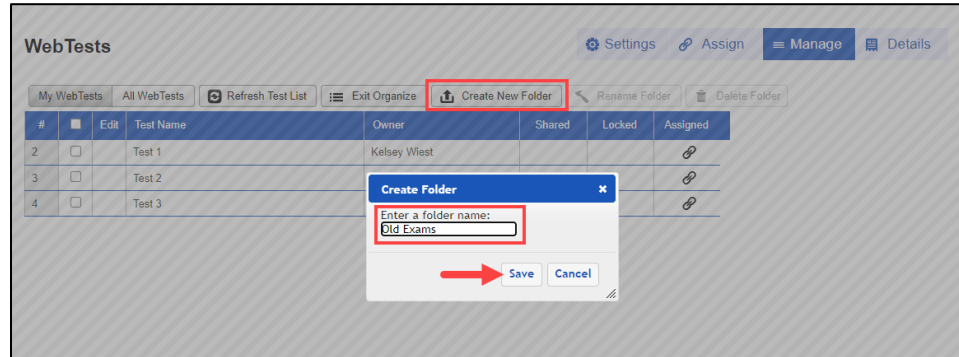 WebTests
Settings Assign Manage Details
My WebTests All WebTests Refresh Test List Exit Organize Create New Folder Rename Folder Delete Folder
# Edit Test Name Owner Shared Locked Assigned
2 Test 1 Kelsey Wiest
3 Test 2
4 Test 3
Create Folder
Enter a folder name:
Old Exams
Save Cancel